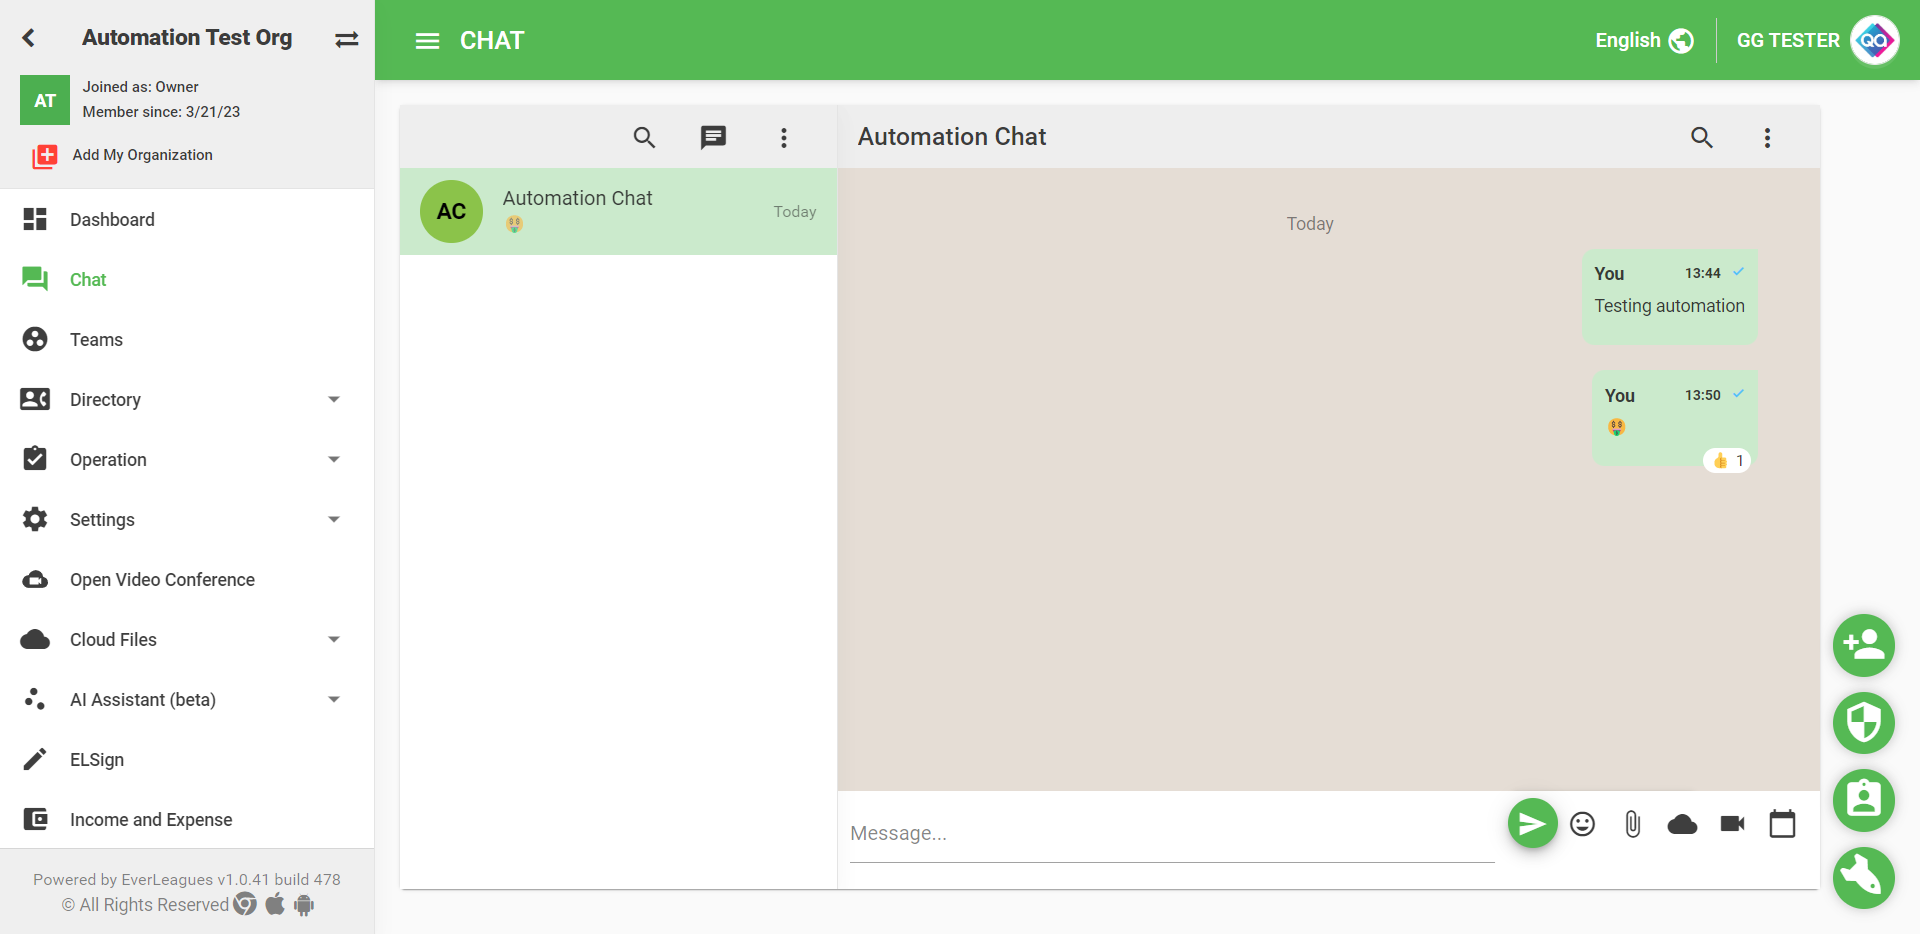 Automation Test Org
AT
Joined as: Owner
Member since: 3/21/23
Add My Organization
Dashboard
Chat
Teams
Directory
Operation
Settings
Open Video Conference
Cloud Files
AI Assistant (beta)
ELSign
Income and Expense
Powered by EverLeagues v1.0.41 build 478
© All Rights Reserved
CHAT
English
GG TESTER
QA
AC
Automation Chat
Today
Automation Chat
Today
You 13:44
Testing automation
You 13:50
1
Message...